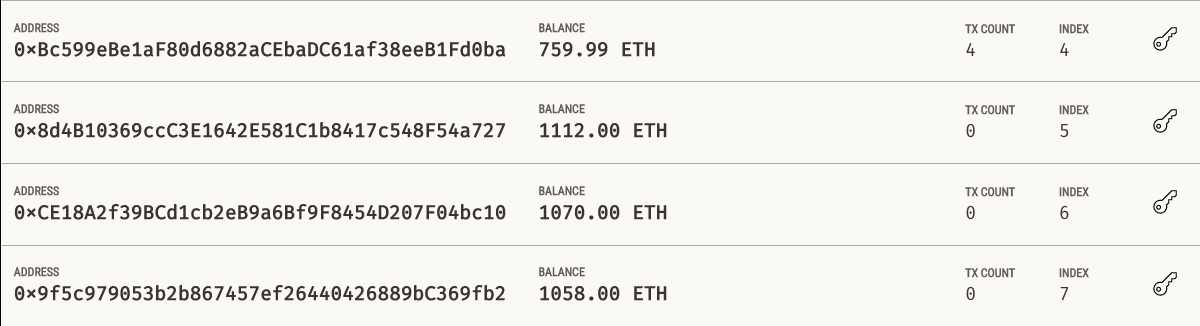 ADDRESS BALANCE TX COUNT INDEX
0×Bc599eBe1aF80d6882aCEbaDC61af38eeB1Fd0ba 759.99 ETH 4 4
ADDRESS BALANCE TX COUNT INDEX
0×8d4B10369ccC3E1642E581C1b8417c548F54a727 1112.00 ETH 0 5
ADDRESS BALANCE TX COUNT INDEX
0×CE18A2f39BCd1cb2eB9a6Bf9F8454D207F04bc10 1070.00 ETH 0 6
ADDRESS BALANCE TX COUNT INDEX
0×9f5c979053b2b867457ef26440426889bC369fb2 1058.00 ETH 0 7